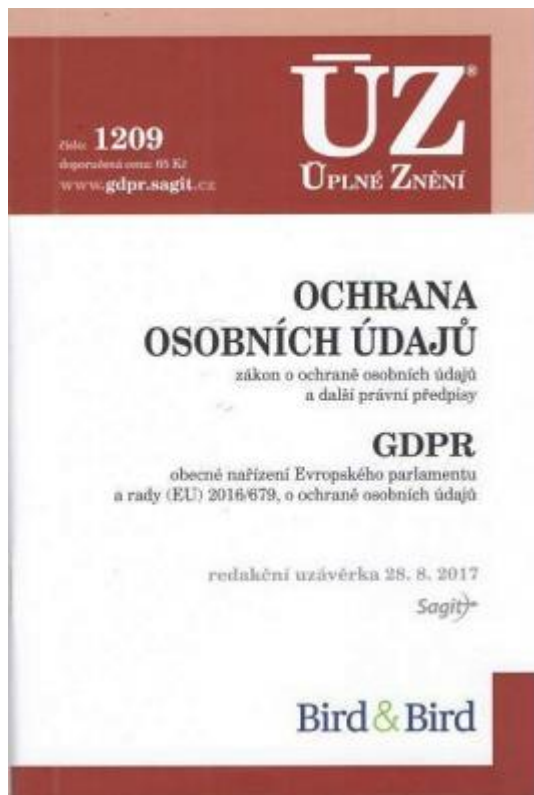 ÚZ®
číslo: 1209
doporučená cena: 65 Kč
www.gdpr.sagit.cz
ÚPLNÉ ZNĚNÍ
OCHRANA
OSOBNÍCH ÚDAJŮ
zákon o ochraně osobních údajů
a další právní předpisy
GDPR
obecné nařízení Evropského parlamentu
a rady (EU) 2016/679, o ochraně osobních údajů
redakční uzávěrka 28. 8. 2017
Sagit
Bird & Bird